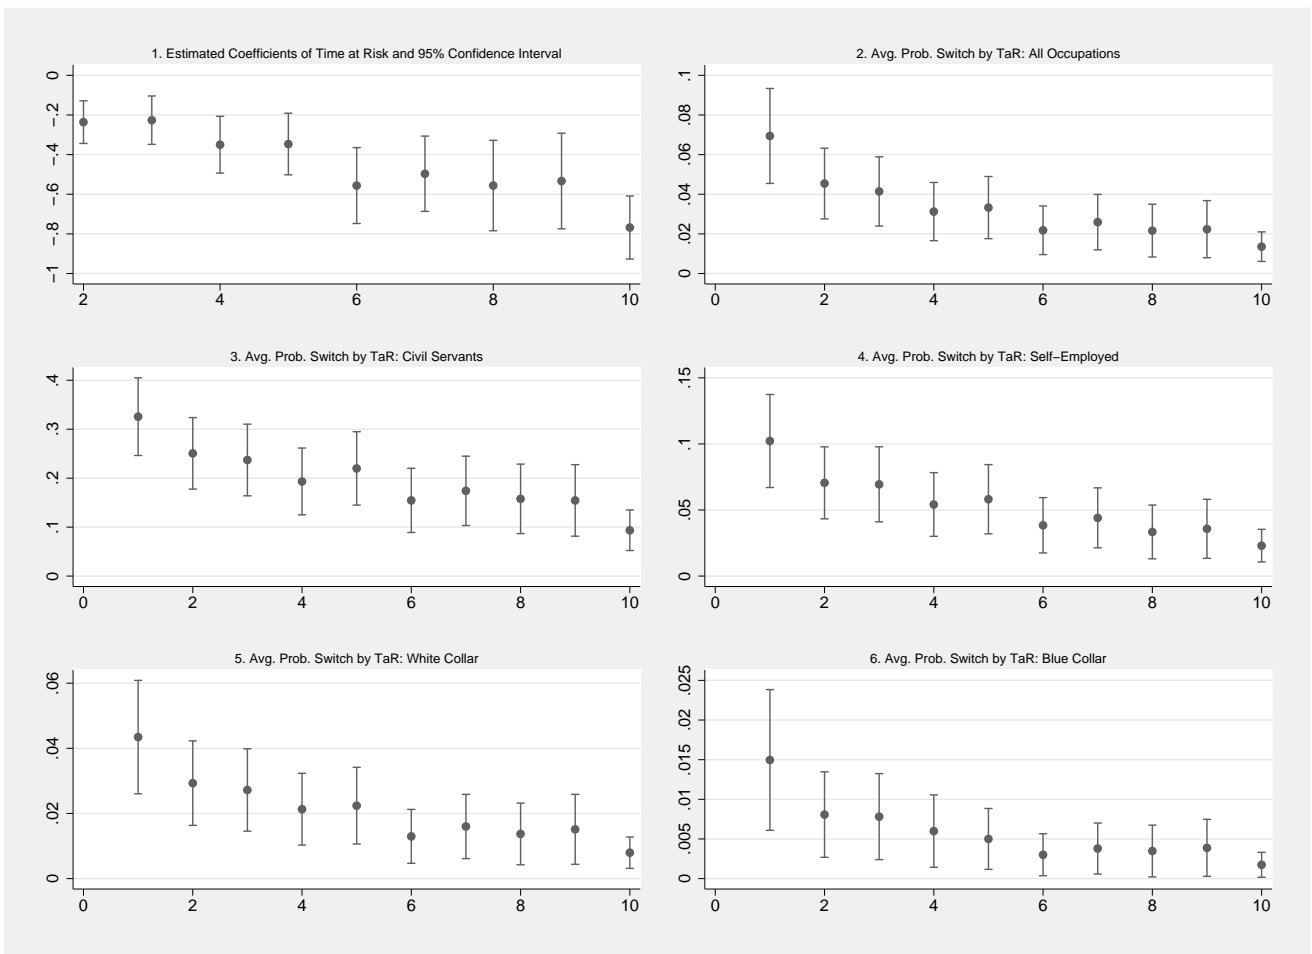 1. Estimated Coefficients of Time at Risk and 95% Confidence Interval
0
−.2
−.4
−.6
−.8
−1
2 4 6 8 10
2. Avg. Prob. Switch by TaR: All Occupations
.1
.08
.06
.04
.02
0
0 2 4 6 8 10
3. Avg. Prob. Switch by TaR: Civil Servants
.4
.3
.2
.1
0
0 2 4 6 8 10
4. Avg. Prob. Switch by TaR: Self−Employed
.15
.1
.05
0
0 2 4 6 8 10
5. Avg. Prob. Switch by TaR: White Collar
.06
.04
.02
0
0 2 4 6 8 10
6. Avg. Prob. Switch by TaR: Blue Collar
.025
.02
.015
.01
.005
0
0 2 4 6 8 10